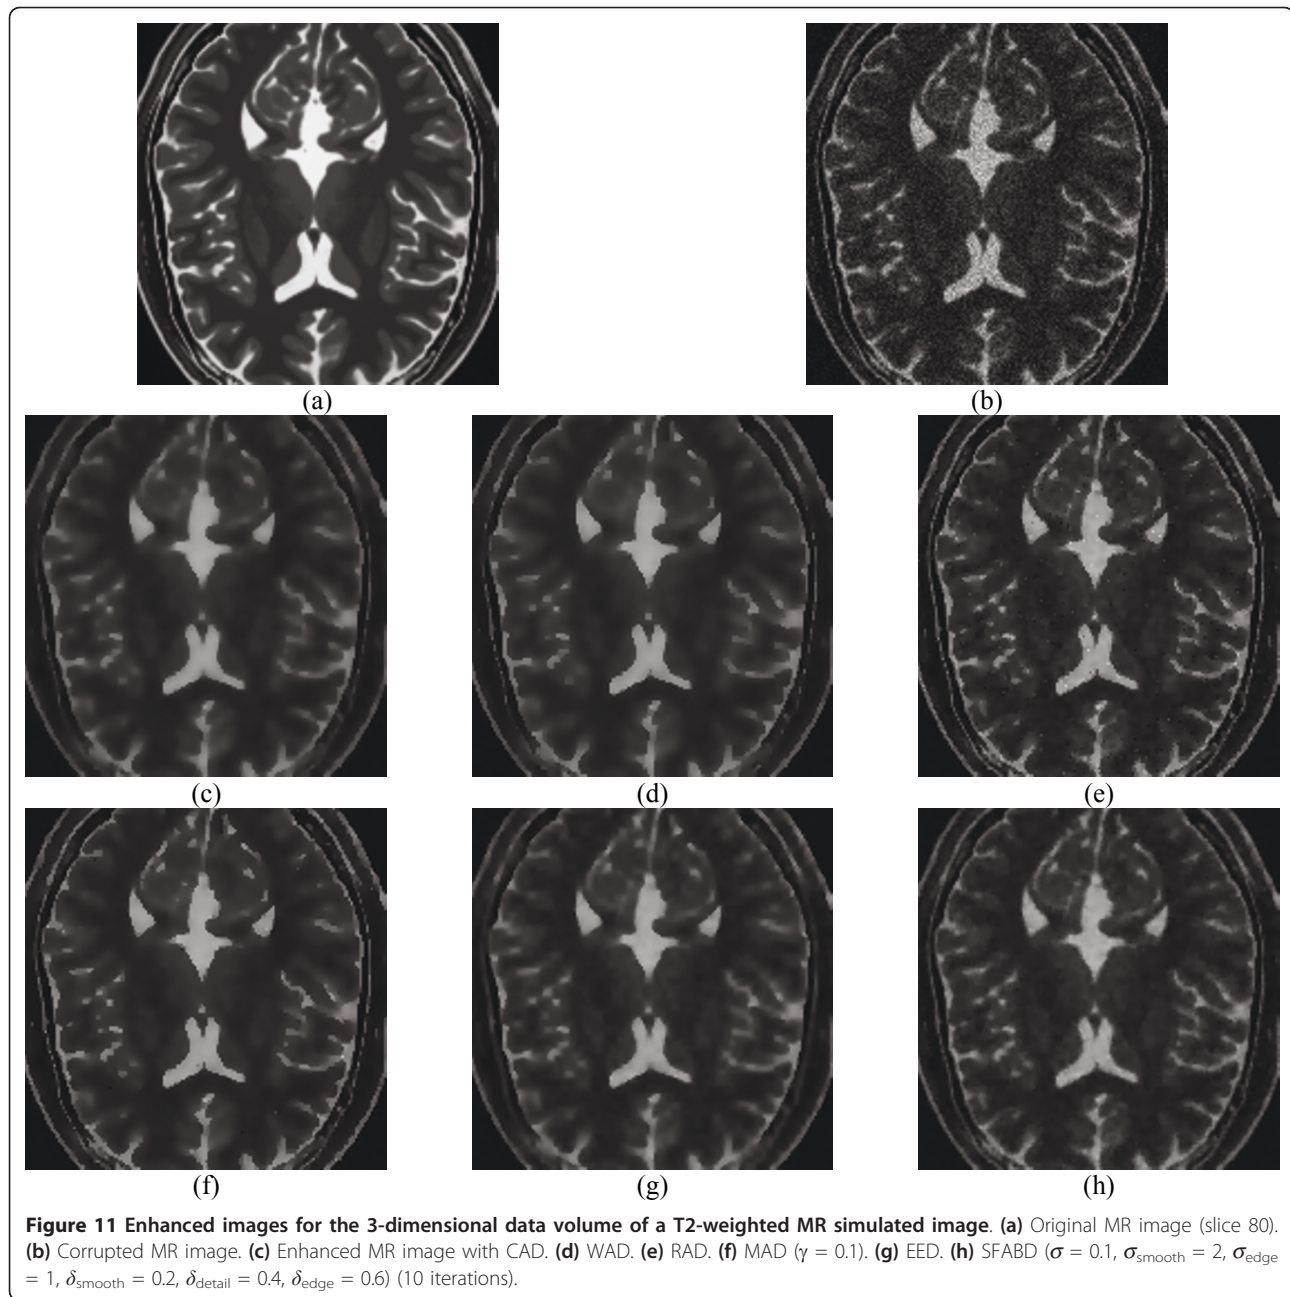 (a)
(b)
(c)
(d)
(e)
(f)
(g)
(h)
Figure 11 Enhanced images for the 3-dimensional data volume of a T2-weighted MR simulated image. (a) Original MR image (slice 80).
(b) Corrupted MR image. (c) Enhanced MR image with CAD. (d) WAD. (e) RAD. (f) MAD (γ = 0.1). (g) EED. (h) SFABD (σ = 0.1, σsmooth = 2, σedge
= 1, δsmooth = 0.2, δdetail = 0.4, δedge = 0.6) (10 iterations).